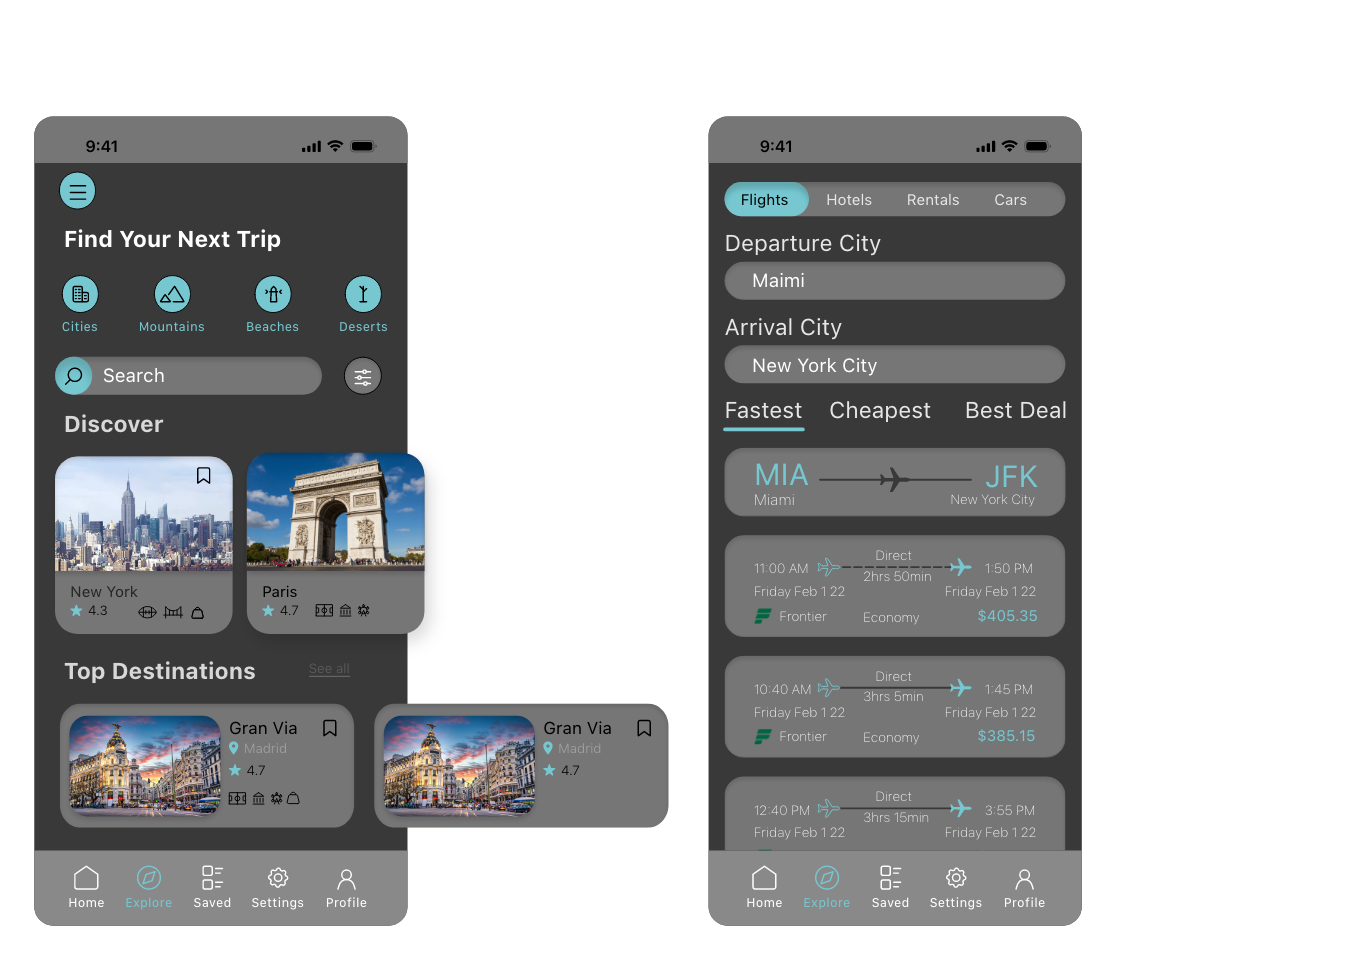 9:41
Find Your Next Trip
Cities Mountains Beaches Deserts
Search
Discover
New York
4.3
Paris
4.7
Top Destinations See all
Gran Via
Madrid
4.7
Gran Via
Madrid
4.7
Home Explore Saved Settings Profile
9:41
Flights Hotels Rentals Cars
Departure City
Maimi
Arrival City
New York City
Fastest Cheapest Best Deal
MIA JFK
Miami New York City
Direct
11:00 AM 2hrs 50min 1:50 PM
Friday Feb 1 22 Friday Feb 1 22
Frontier Economy $405.35
Direct
10:40 AM 3hrs 5min 1:45 PM
Friday Feb 1 22 Friday Feb 1 22
Frontier Economy $385.15
Direct
12:40 PM 3hrs 15min 3:55 PM
Friday Feb 1 22 Friday Feb 1 22
Home Explore Saved Settings Profile